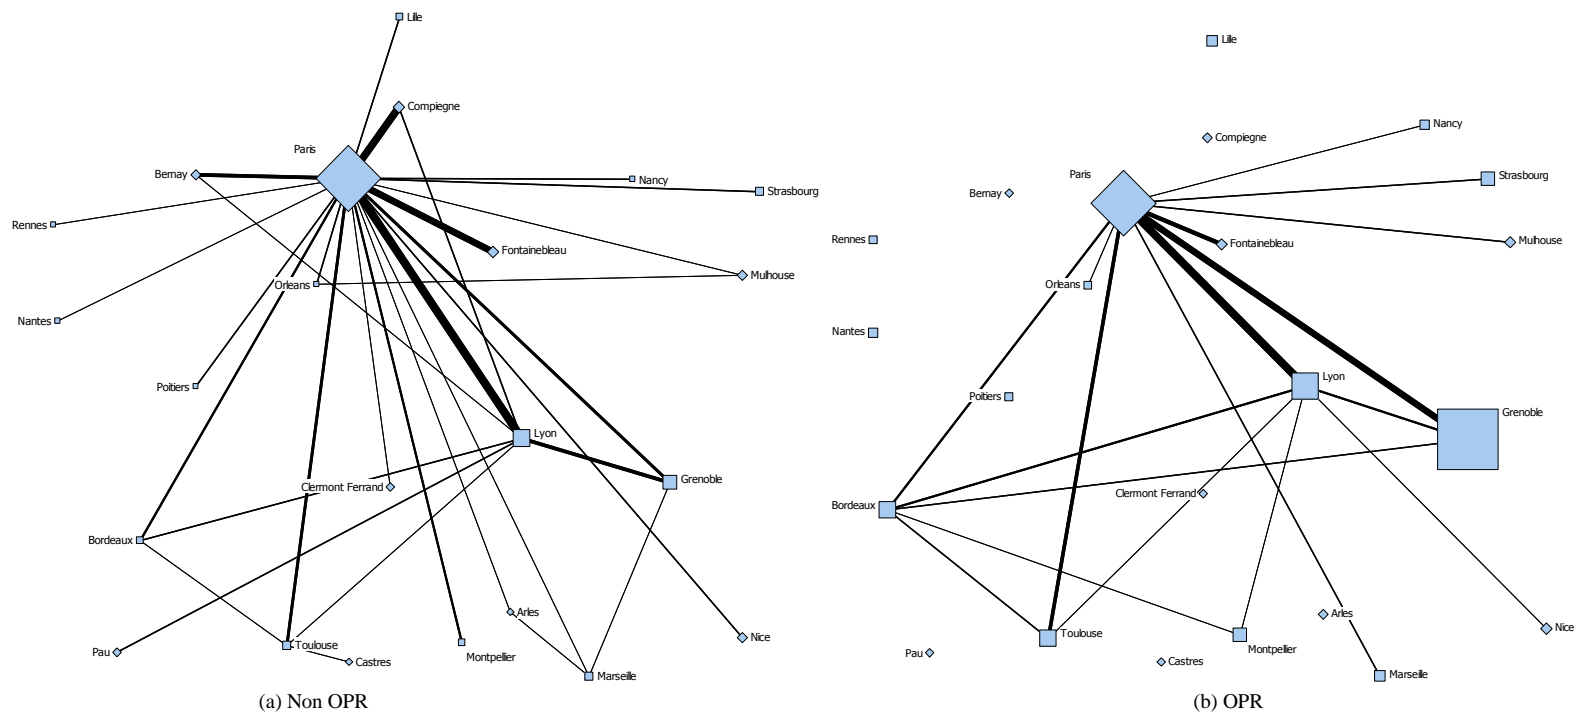 Lille
Compiegne
Paris
Bernay
Nancy
Strasbourg
Rennes
Fontainebleau
Mulhouse
Orleans
Nantes
Poitiers
Lyon
Grenoble
Clermont Ferrand
Bordeaux
Arles
Nice
Toulouse
Pau
Castres
Montpellier
Marseille
(a) Non OPR
Lille
Nancy
Compiegne
Paris
Strasbourg
Bernay
Rennes
Fontainebleau
Mulhouse
Orleans
Nantes
Lyon
Poitiers
Grenoble
Clermont Ferrand
Bordeaux
Arles
Nice
Toulouse
Montpellier
Pau
Castres
Marseille
(b) OPR